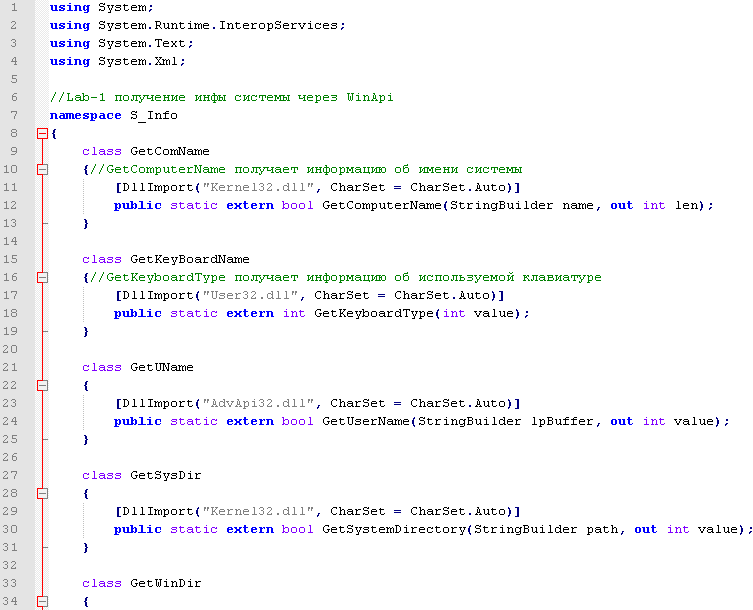 1 using System;
2 using System.Runtime.InteropServices;
3 using System.Text;
4 using System.Xml;
5
6 //Lab-1 получение инфы системы через WinApi
7 namespace S_Info
8 {
9 class GetComName
10 {//GetComputerName получает информацию об имени системы
11 [DllImport("Kernel32.dll", CharSet = CharSet.Auto)]
12 public static extern bool GetComputerName(StringBuilder name, out int len);
13 }
14
15 class GetKeyBoardName
16 {//GetKeyboardType получает информацию об используемой клавиатуре
17 [DllImport("User32.dll", CharSet = CharSet.Auto)]
18 public static extern int GetKeyboardType(int value);
19 }
20
21 class GetUName
22 {
23 [DllImport("AdvApi32.dll", CharSet = CharSet.Auto)]
24 public static extern bool GetUserName(StringBuilder lpBuffer, out int value);
25 }
26
27 class GetSysDir
28 {
29 [DllImport("Kernel32.dll", CharSet = CharSet.Auto)]
30 public static extern bool GetSystemDirectory(StringBuilder path, out int value);
31 }
32
33 class GetWinDir
34 {